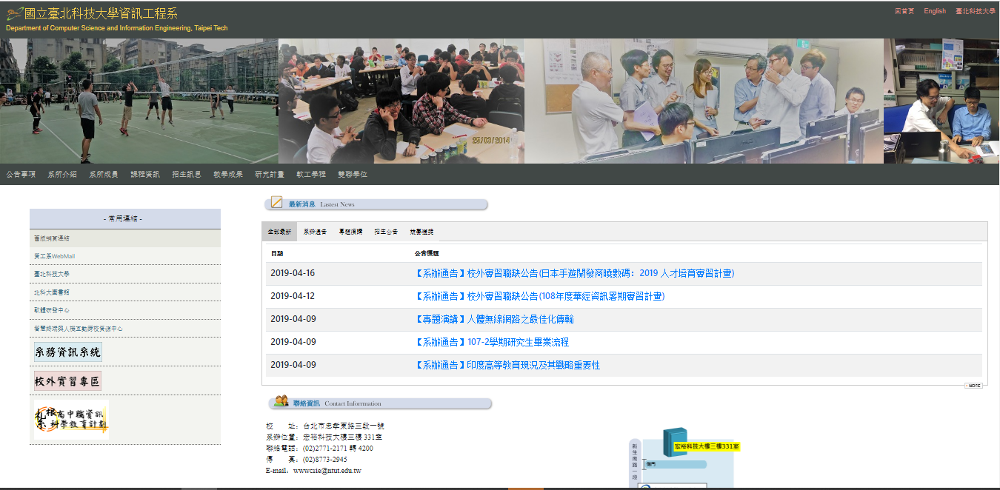 國立臺北科技大學資訊工程系
回首頁 English 臺北科技大學
Department of Computer Science and Information Engineering, Taipei Tech
25/03/2014
公告事項 系所介紹 系所成員 課程資訊 招生訊息 教學成果 研究計畫 軟工學程 雙聯學位
- 常用連結 -
舊版網頁連結
資工系WebMail
臺北科技大學
北科大圖書館
軟體研發中心
智慧終端與人機互動跨校資源中心
系務資訊系統
校外實習專區
扎根高中職資訊
科學教育計劃
最新消息 Lastest News
全部最新 系辦通告 專題演講 招生公告 競賽獲獎
日期 公告標題
2019-04-16 【系辦通告】校外實習職缺公告(日本手遊開發商曉數碼：2019 人才培育實習計畫)
2019-04-12 【系辦通告】校外實習職缺公告(108年度華經資訊暑期實習計畫)
2019-04-09 【專題演講】人體無線網路之最佳化傳輸
2019-04-09 【系辦通告】107-2學期研究生畢業流程
2019-04-09 【系辦通告】印度高等教育現況及其戰略重要性
MORE
聯絡資訊 Contact Informration
校 址：台北市忠孝東路三段一號
系辦位置：宏裕科技大樓三樓 331室
聯絡電話：(02)2771-2171 轉 4200
傳 真：(02)8773-2945
E-mail：wwwcsie@ntut.edu.tw
宏裕科技大樓三樓331室
新生南路一段
側門